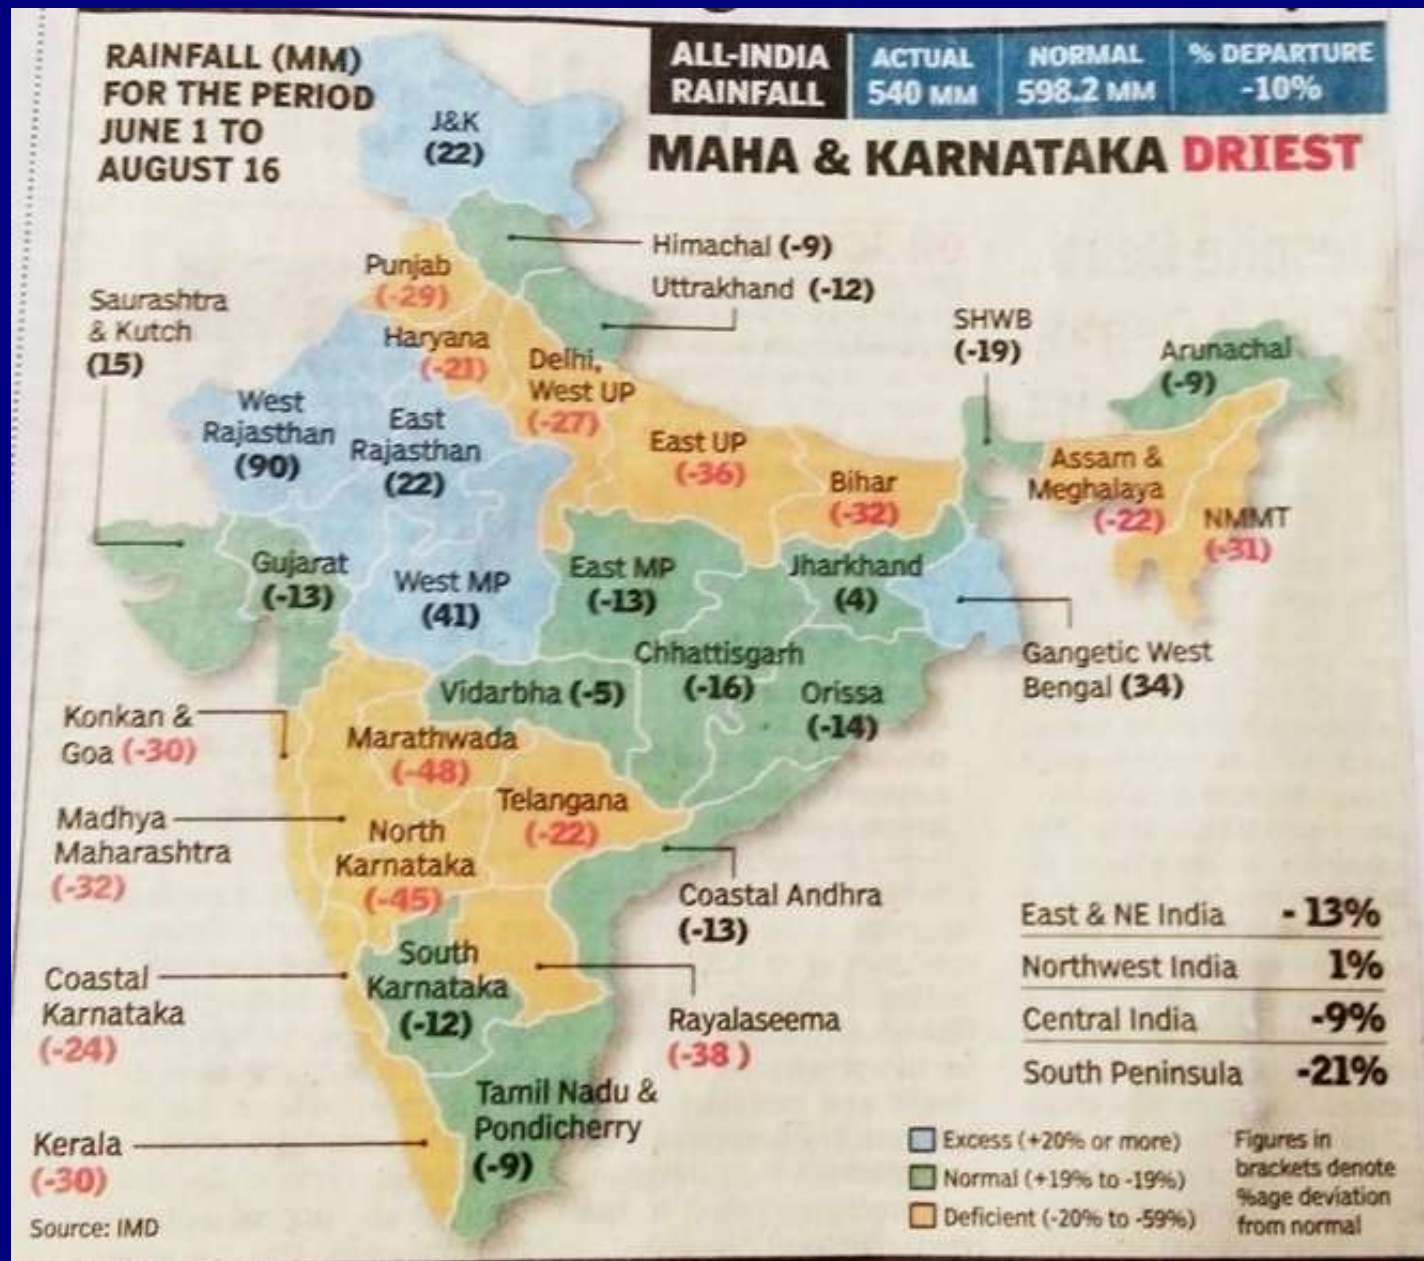 RAINFALL (MM)
FOR THE PERIOD
JUNE 1 TO
AUGUST 16
ALL-INDIA
RAINFALL
ACTUAL
540 MM
NORMAL
598.2 MM
% DEPARTURE
-10%
MAHA & KARNATAKA DRIEST
J&K
(22)
Himachal (-9)
Uttrakhand (-12)
Punjab
(-29)
Saurashtra
& Kutch
(15)
Haryana
(-21)
Delhi,
West UP
(-27)
SHWB
(-19)
Arunachal
(-9)
West
Rajasthan
(90)
East
Rajasthan
(22)
East UP
(-36)
Bihar
(-32)
Assam &
Meghalaya
(-22)
NMMT
(-31)
Gujarat
(-13)
West MP
(41)
East MP
(-13)
Jharkhand
(4)
Chhattisgarh
(-16)
Orissa
(-14)
Gangetic West
Bengal (34)
Vidarbha (-5)
Konkan &
Goa (-30)
Marathwada
(-48)
Telangana
(-22)
Madhya
Maharashtra
(-32)
North
Karnataka
(-45)
Coastal Andhra
(-13)
South
Karnataka
(-12)
Coastal
Karnataka
(-24)
Rayalaseema
(-38 )
Tamil Nadu &
Pondicherry
(-9)
Kerala
(-30)
East & NE India - 13%
Northwest India 1%
Central India -9%
South Peninsula -21%
Excess (+20% or more)
Normal (+19% to -19%)
Deficient (-20% to -59%)
Figures in
brackets denote
%age deviation
from normal
Source: IMD